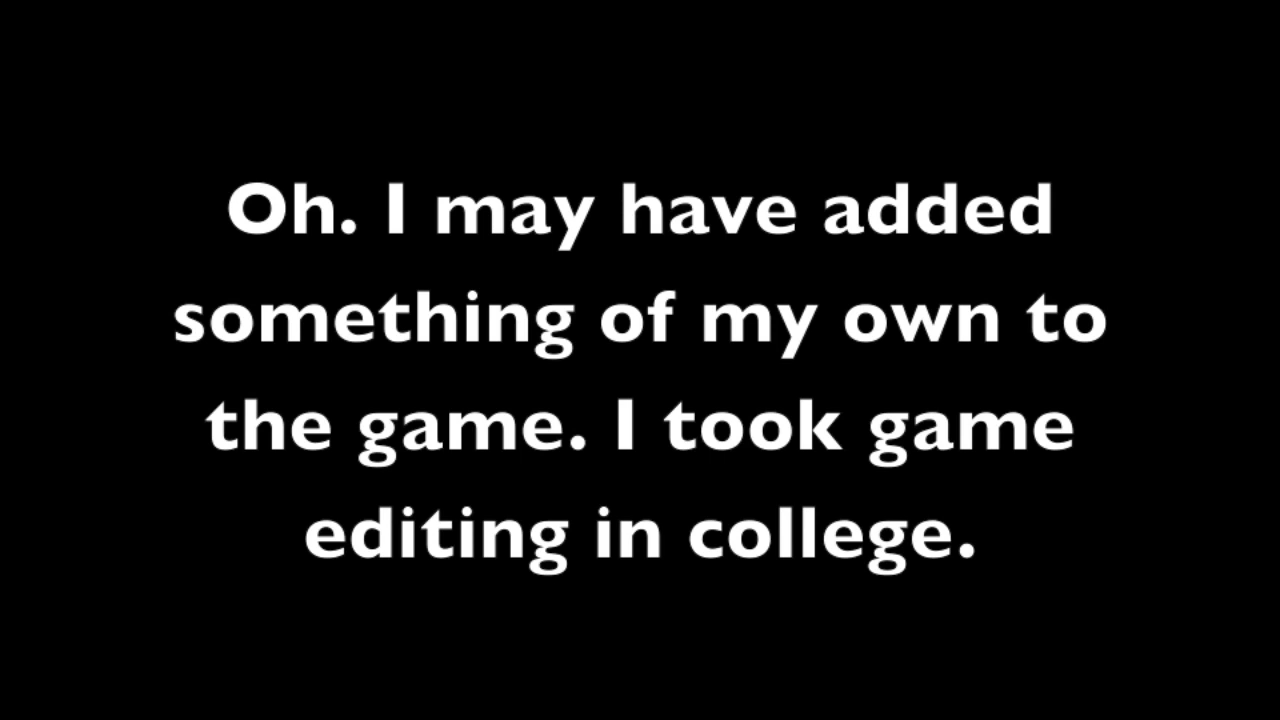 Oh. I may have added
something of my own to
the game. I took game
editing in college.